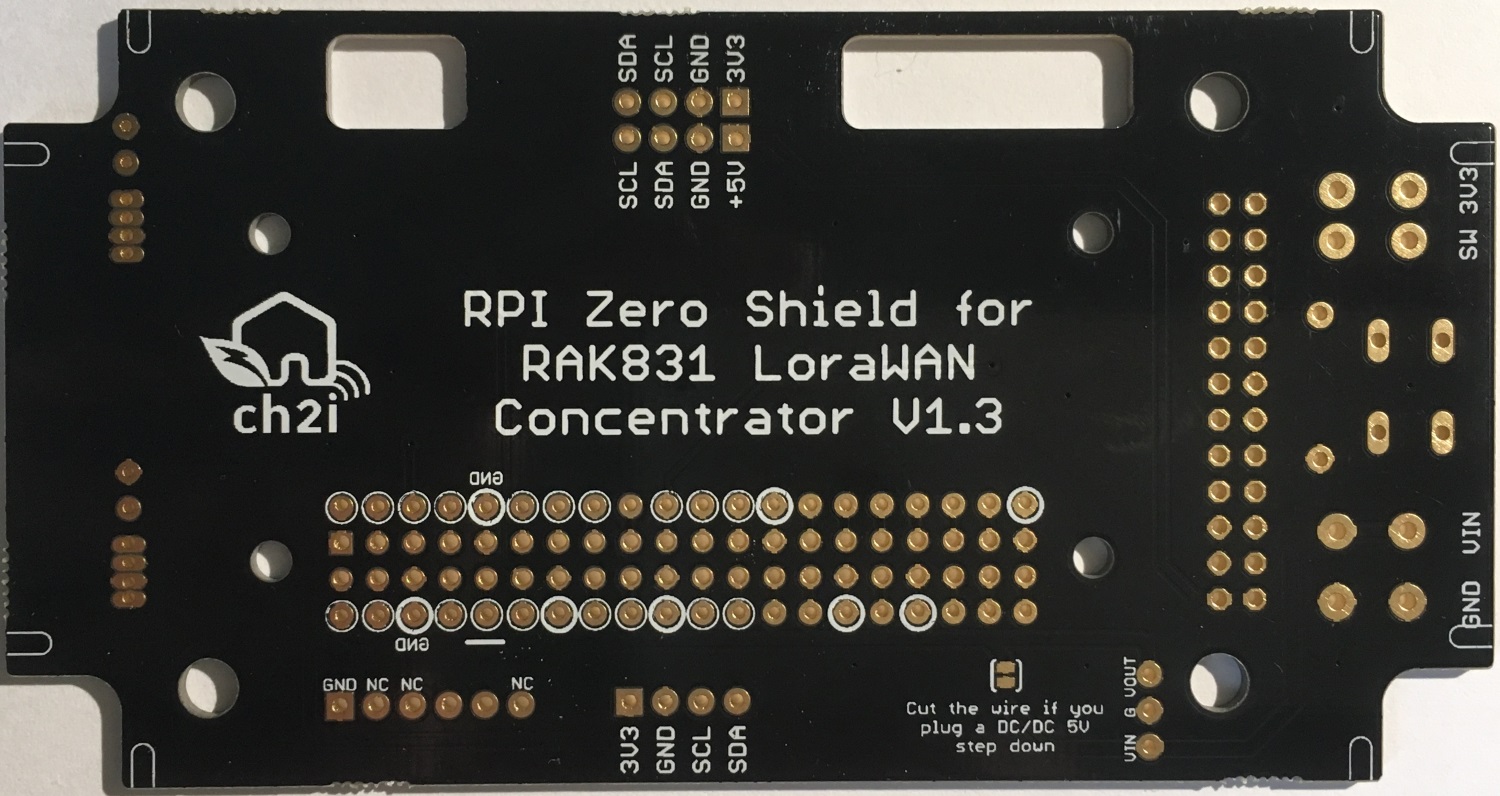 SDA SCL GND 3V3
SCL SDA GND +5V
SW 3V3
RPI Zero Shield for
RAK831 LoraWAN
Concentrator V1.3
ch2i
GND
GND
VIN
GND
GND NC NC NC
3V3 GND SCL SDA
Cut the wire if you
plug a DC/DC 5V
step down
VOUT
G
VIN